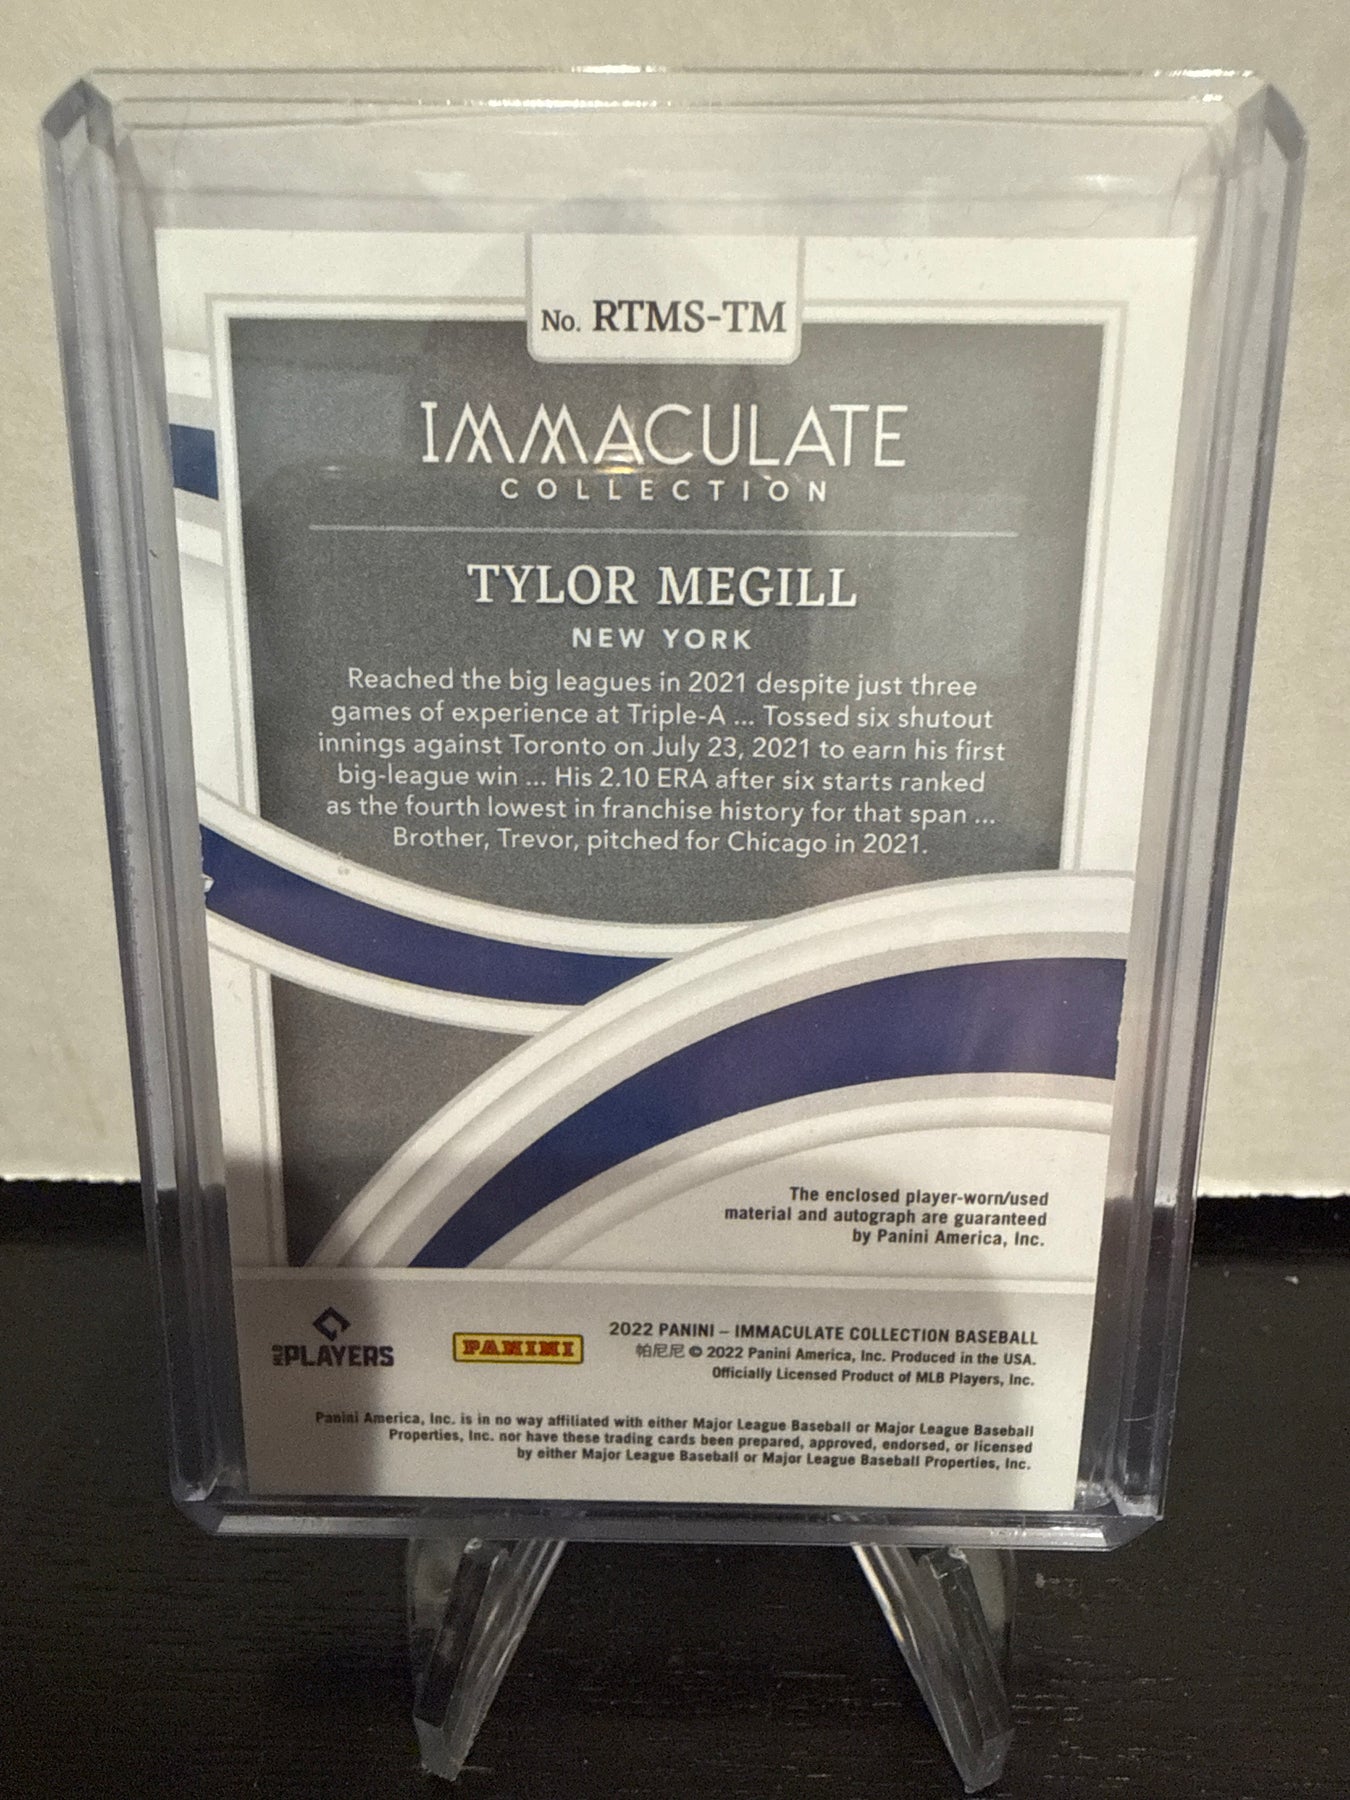 No. RTMS-TM
IMMACULATE
COLLECTION
TYLOR MEGILL
NEW YORK
Reached the big leagues in 2021 despite just three
games of experience at Triple-A ... Tossed six shutout
innings against Toronto on July 23, 2021 to earn his first
big-league win ... His 2.10 ERA after six starts ranked
as the fourth lowest in franchise history for that span ...
Brother, Trevor, pitched for Chicago in 2021.
The enclosed player-worn/used
material and autograph are guaranteed
by Panini America, Inc.
MLB PLAYERS
PANINI
2022 PANINI – IMMACULATE COLLECTION BASEBALL
帕尼尼 © 2022 Panini America, Inc. Produced in the USA.
Officially Licensed Product of MLB Players, Inc.
Panini America, Inc. is in no way affiliated with either Major League Baseball or Major League Baseball
Properties, Inc. nor have these trading cards been prepared, approved, endorsed, or licensed
by either Major League Baseball or Major League Baseball Properties, Inc.